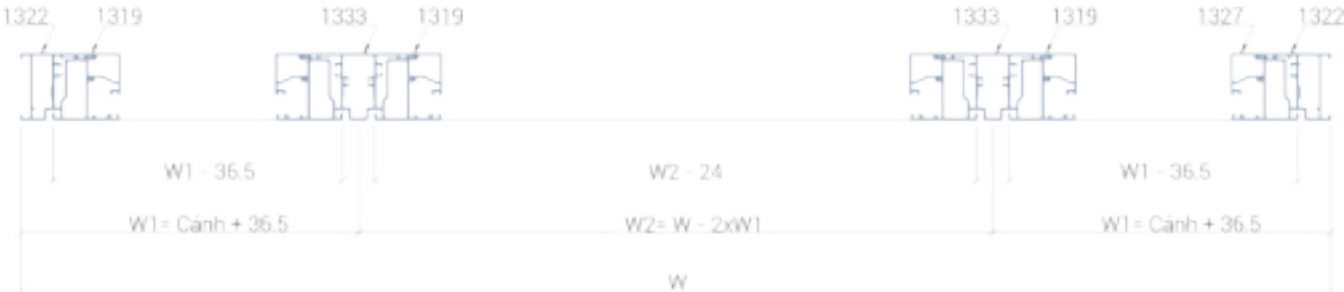 1322 1319 1333 1319 1333 1319 1327 1322
W1 - 36.5 W2 - 24 W1 - 36.5
W1= Cánh + 36.5 W2= W - 2xW1 W1= Cánh + 36.5
W